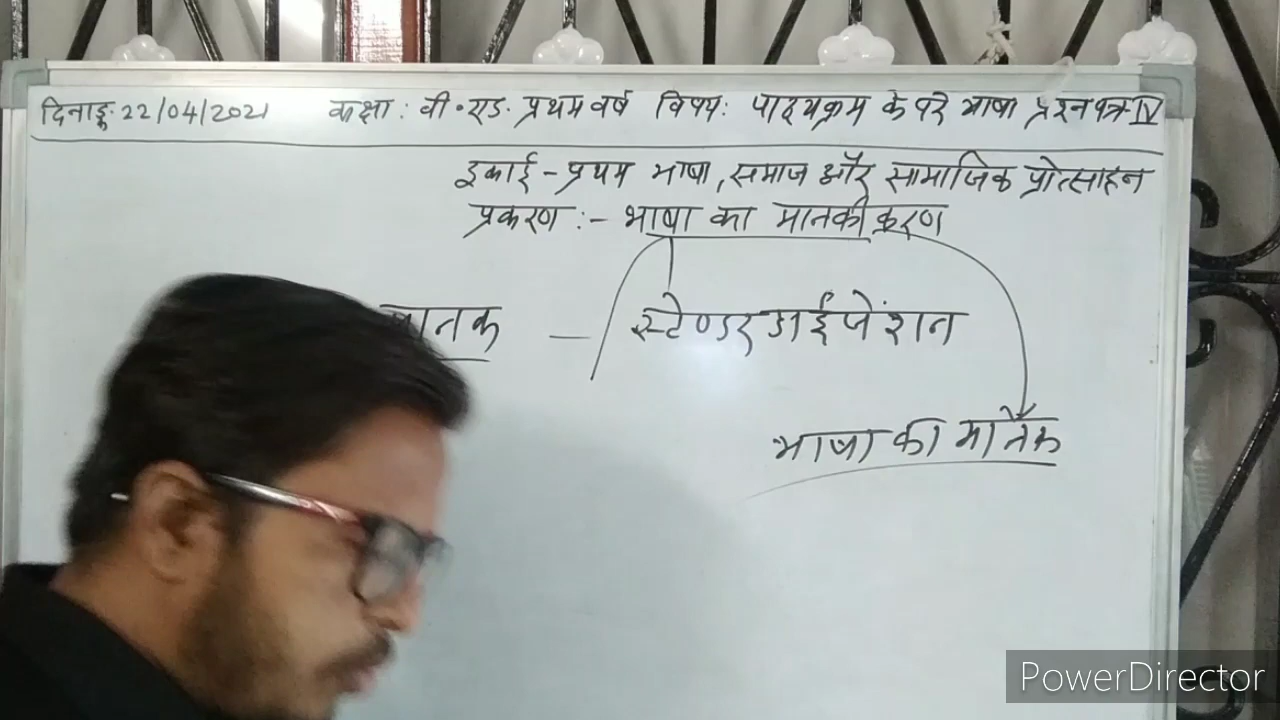 दिनाङ्क: 22/04/2021 कक्षा: बी॰एड॰ प्रथम वर्ष विषय: पाठ्यक्रम के परे भाषा प्रश्नपत्र-IV
इकाई - प्रथम भाषा, समाज और सामाजिक प्रोत्साहन
प्रकरण :- भाषा का मानकीकरण
मानक — स्टेण्डरडाईजेंशन
भाषा की मानक
PowerDirector